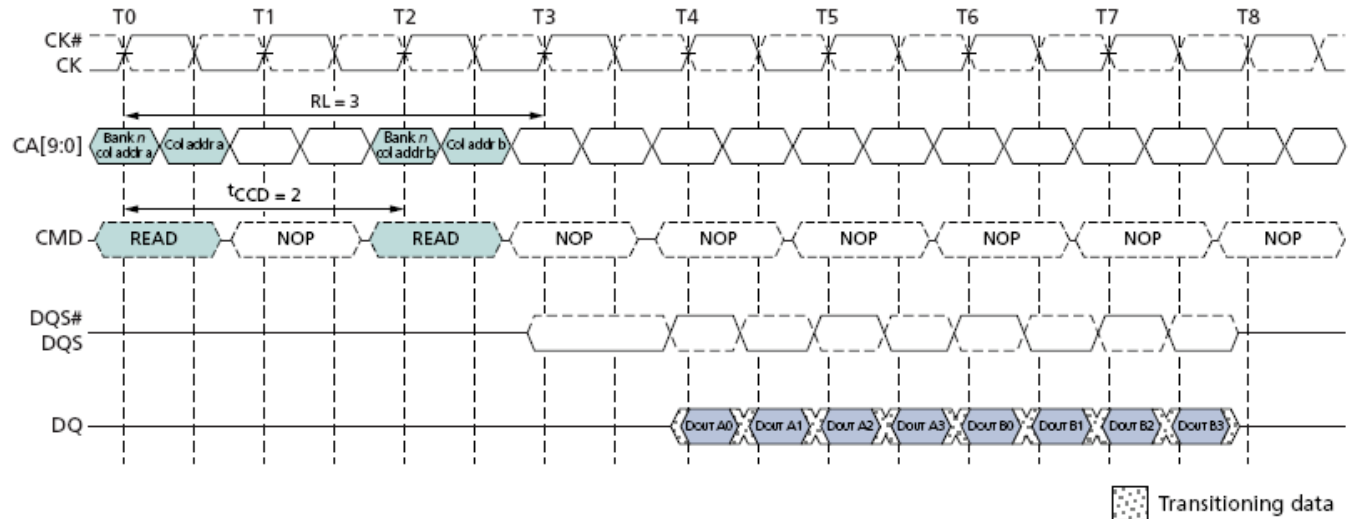 T0 T1 T2 T3 T4 T5 T6 T7 T8
CK#
CK
RL = 3
CA[9:0] Bank n col addr a Col addr a Bank n col addr b Col addr b
tCCD = 2
CMD READ NOP READ NOP NOP NOP NOP NOP NOP
DQS#
DQS
DQ DOUT A0 DOUT A1 DOUT A2 DOUT A3 DOUT B0 DOUT B1 DOUT B2 DOUT B3
Transitioning data